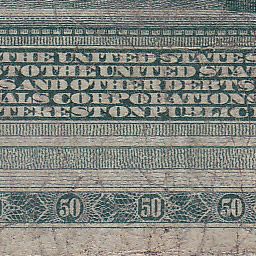 THE UNITED STATES
TO THE UNITED STA
S AND OTHER DEBTS
ALS CORPORATIONS
TEREST ON PUBLIC
50 50 50